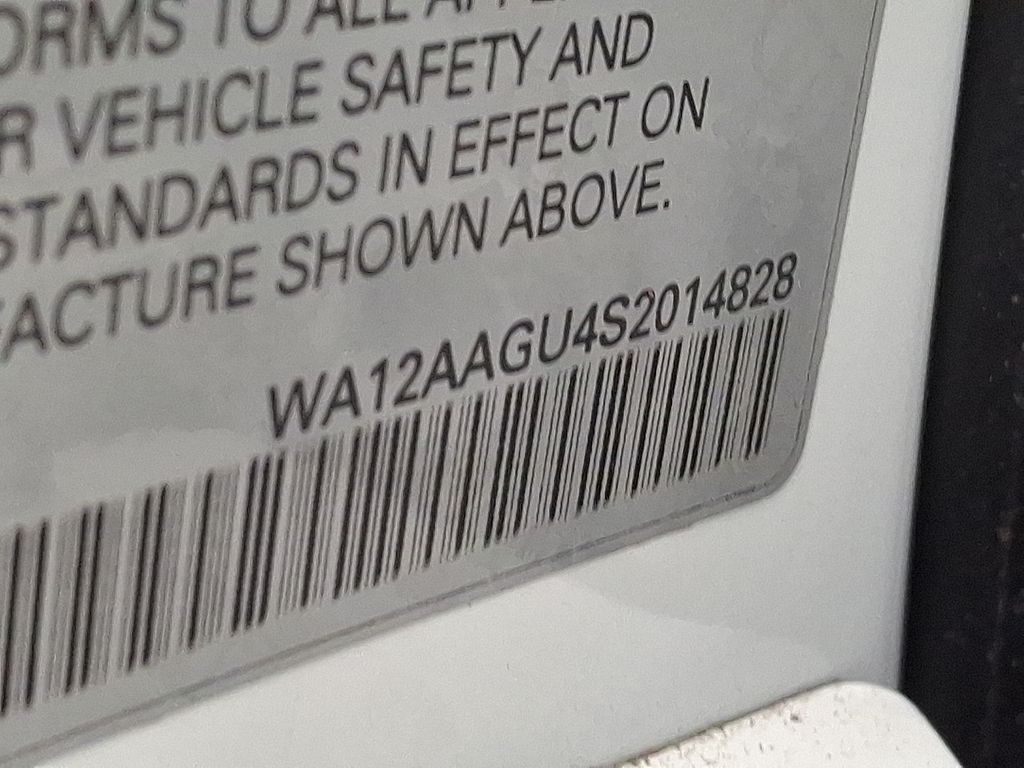 ORMS TO ALL
R VEHICLE SAFETY AND
STANDARDS IN EFFECT ON
FACTURE SHOWN ABOVE.
WA12AAGU4S2014828